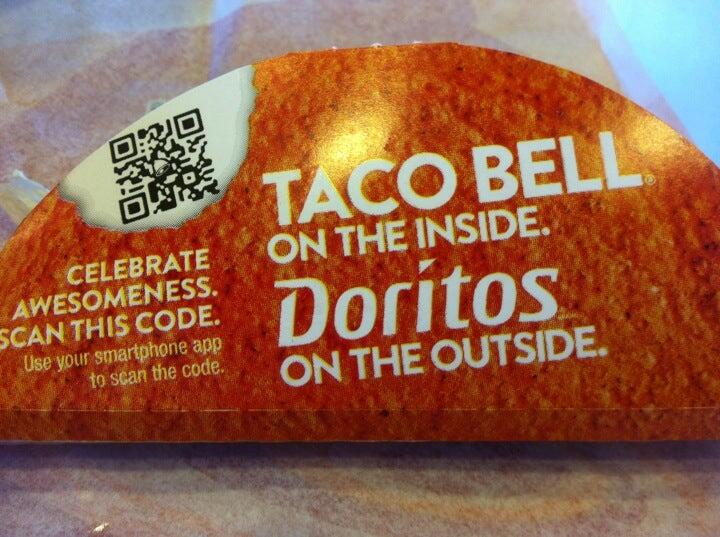 CELEBRATE
AWESOMENESS.
SCAN THIS CODE.
Use your smartphone app
to scan the code.
TACO BELL®
ON THE INSIDE.
Doritos
ON THE OUTSIDE.